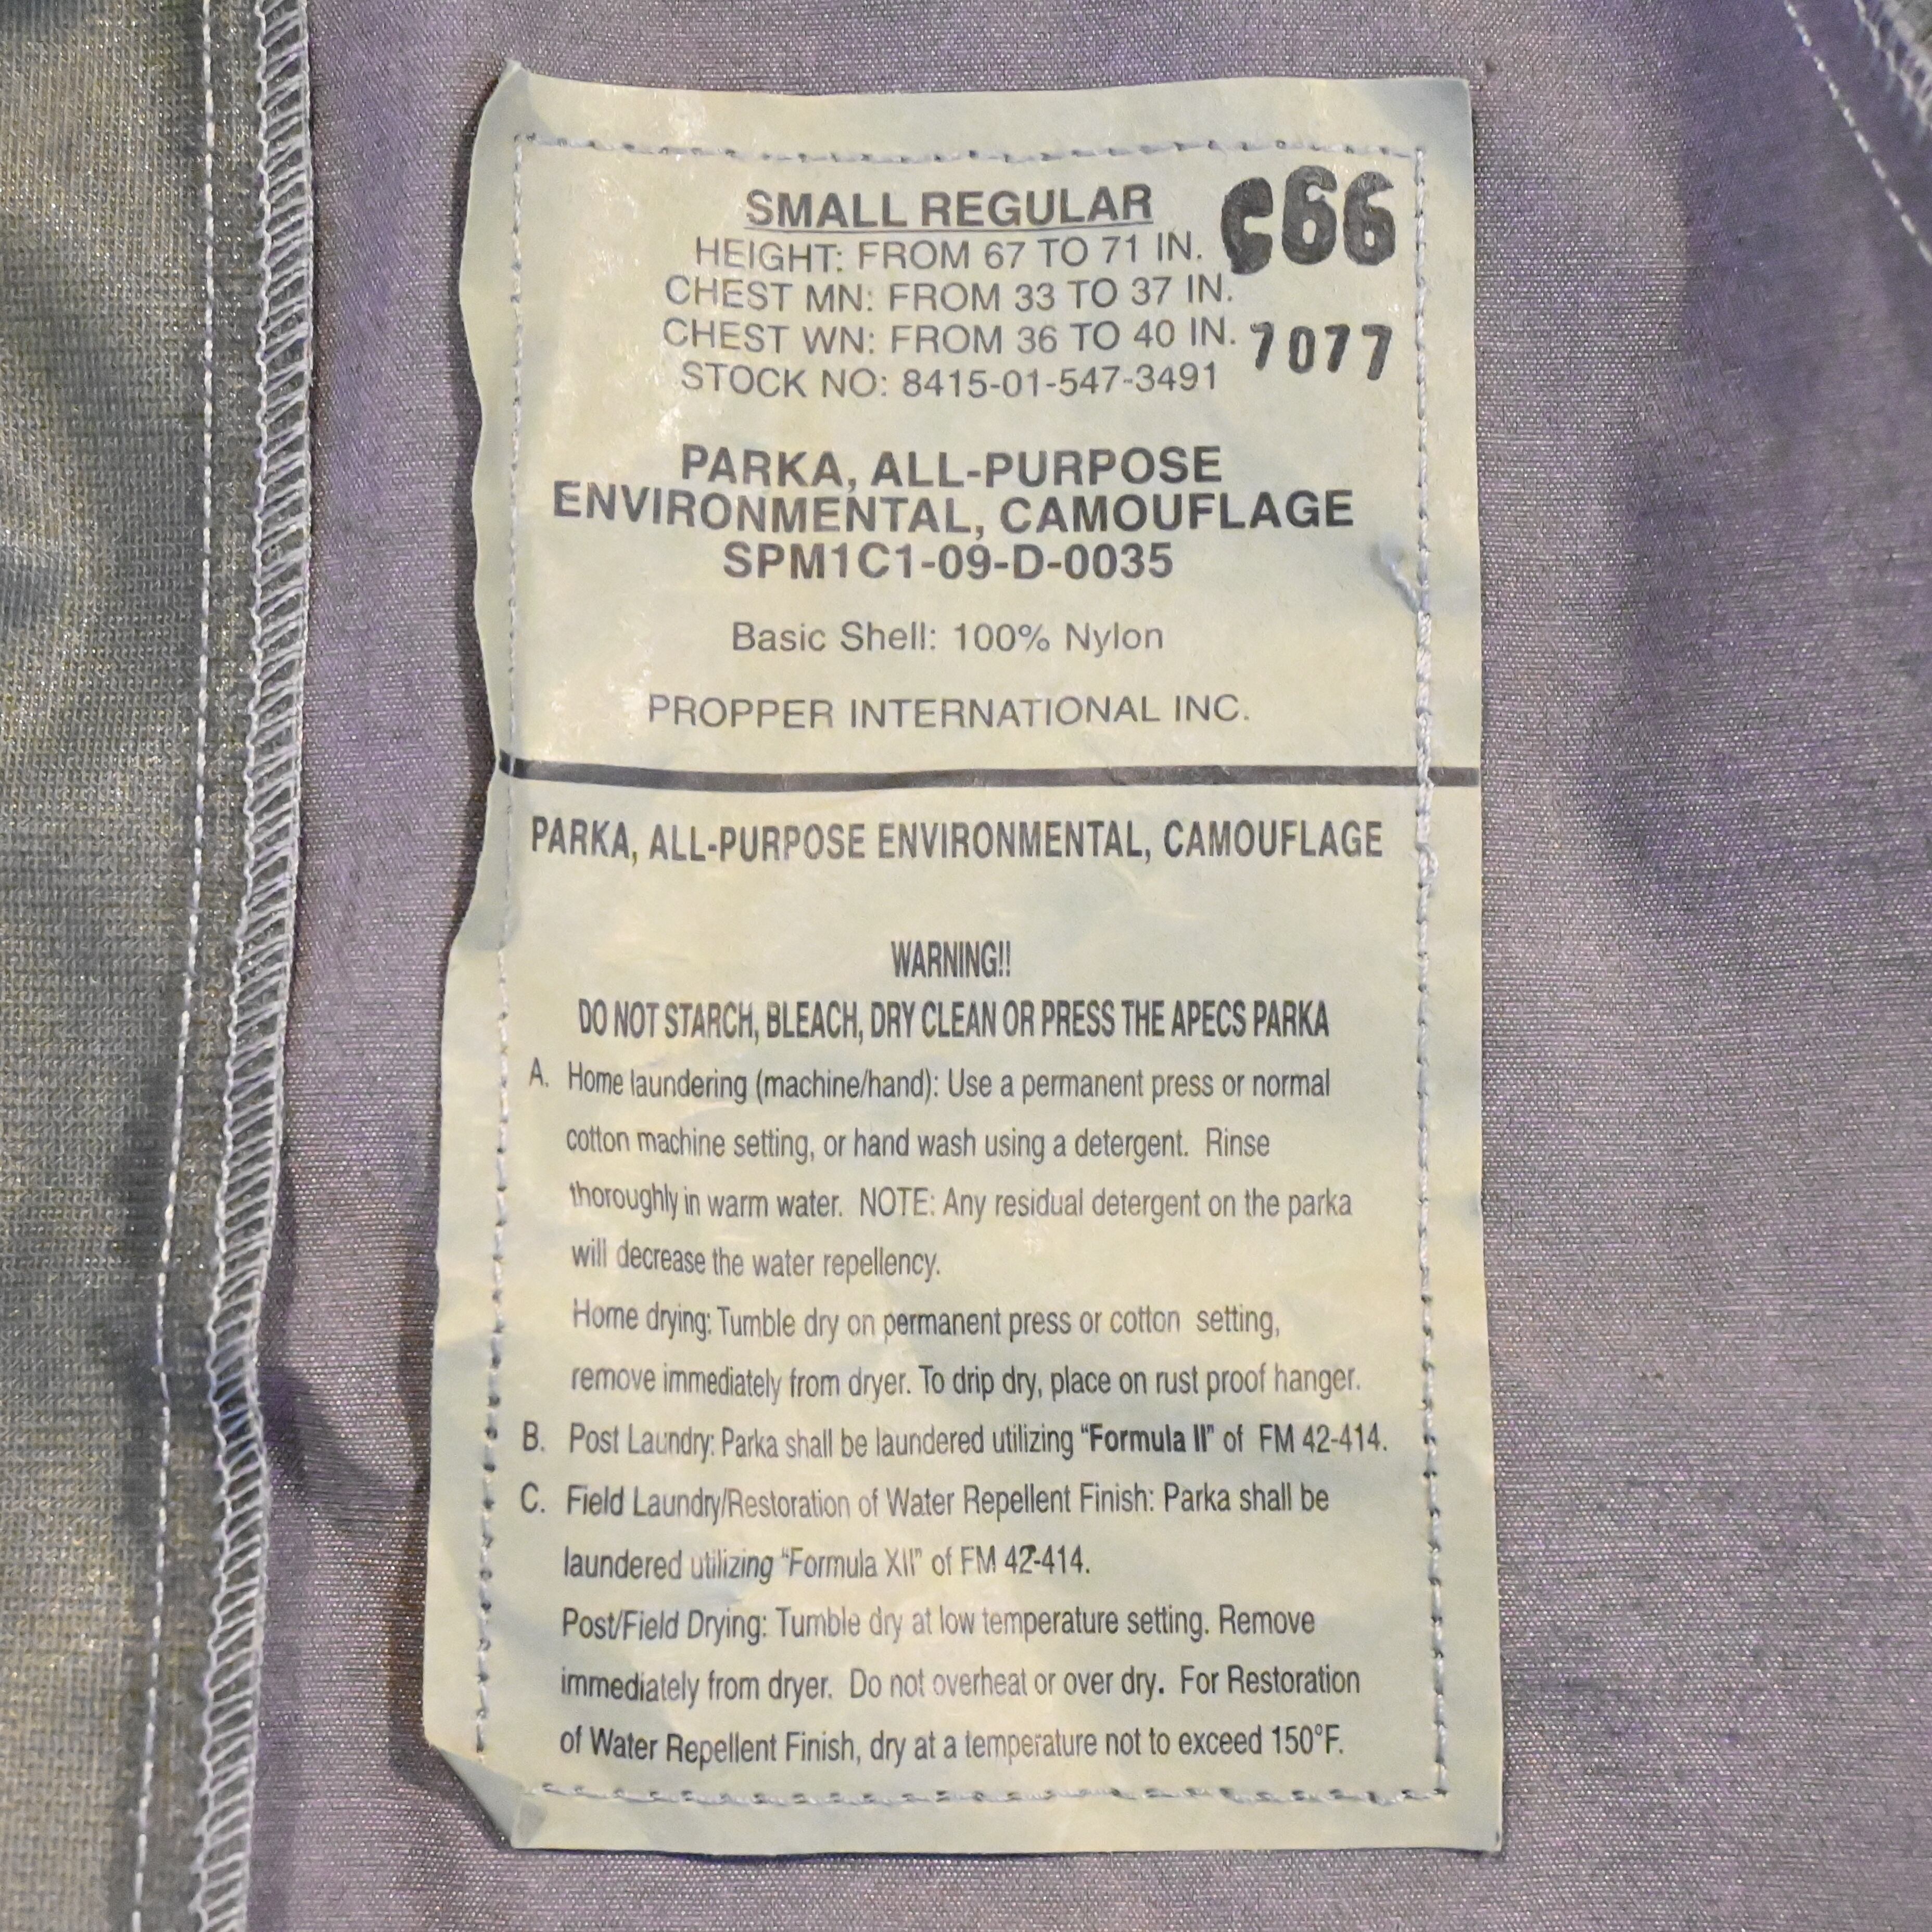 SMALL REGULAR
C66
HEIGHT: FROM 67 TO 71 IN.
CHEST MN: FROM 33 TO 37 IN.
CHEST WN: FROM 36 TO 40 IN.
7077
STOCK NO: 8415-01-547-3491
PARKA, ALL-PURPOSE
ENVIRONMENTAL, CAMOUFLAGE
SPM1C1-09-D-0035
Basic Shell: 100% Nylon
PROPPER INTERNATIONAL INC.
PARKA, ALL-PURPOSE ENVIRONMENTAL, CAMOUFLAGE
WARNING!!
DO NOT STARCH, BLEACH, DRY CLEAN OR PRESS THE APECS PARKA
A. Home laundering (machine/hand): Use a permanent press or normal
cotton machine setting, or hand wash using a detergent. Rinse
thoroughly in warm water. NOTE: Any residual detergent on the parka
will decrease the water repellency.
Home drying: Tumble dry on permanent press or cotton setting,
remove immediately from dryer. To drip dry, place on rust proof hanger.
B. Post Laundry: Parka shall be laundered utilizing “Formula II” of FM 42-414.
C. Field Laundry/Restoration of Water Repellent Finish: Parka shall be
laundered utilizing “Formula XII” of FM 42-414.
Post/Field Drying: Tumble dry at low temperature setting. Remove
immediately from dryer. Do not overheat or over dry. For Restoration
of Water Repellent Finish, dry at a temperature not to exceed 150°F.